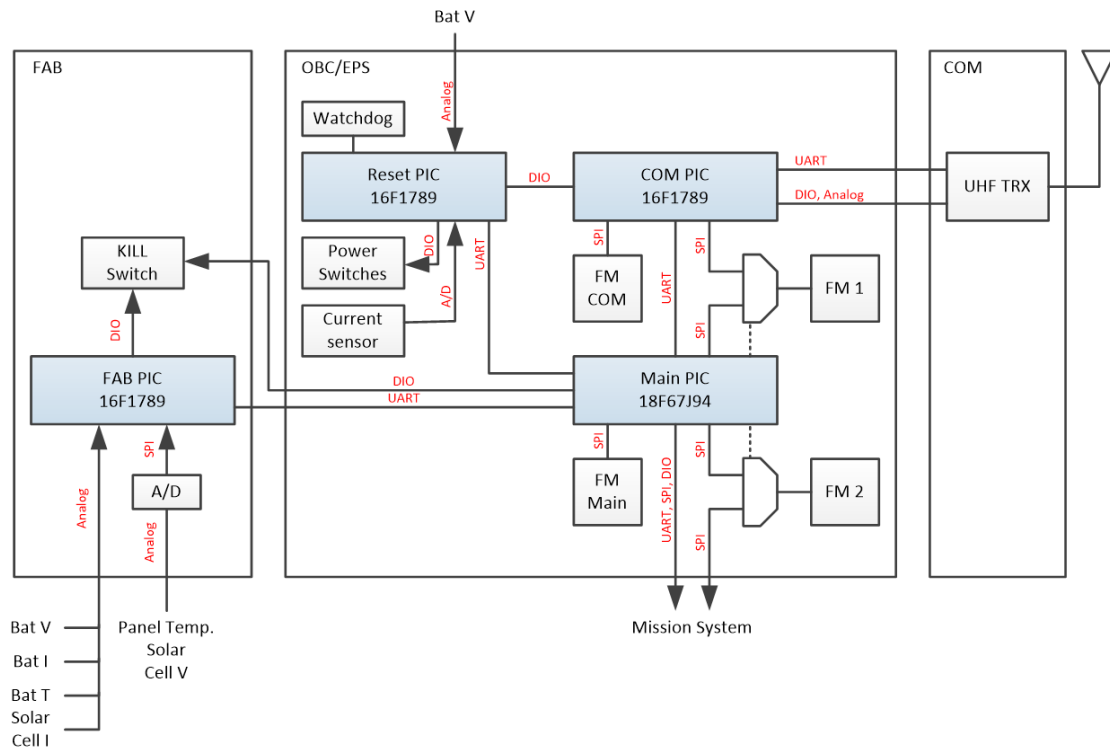 Bat V
FAB
OBC/EPS
COM
Watchdog
Analog
Reset PIC
16F1789
DIO
COM PIC
16F1789
UART
DIO, Analog
UHF TRX
KILL
Switch
DIO
Power
Switches
DIO
UART
A/D
Current
sensor
SPI
FM
COM
UART
SPI
SPI
FM 1
FAB PIC
16F1789
DIO
UART
Main PIC
18F67J94
SPI
A/D
Analog
Analog
SPI
FM
Main
UART, SPI, DIO
SPI
SPI
FM 2
Bat V
Bat I
Bat T
Solar
Cell I
Panel Temp.
Solar
Cell V
Mission System